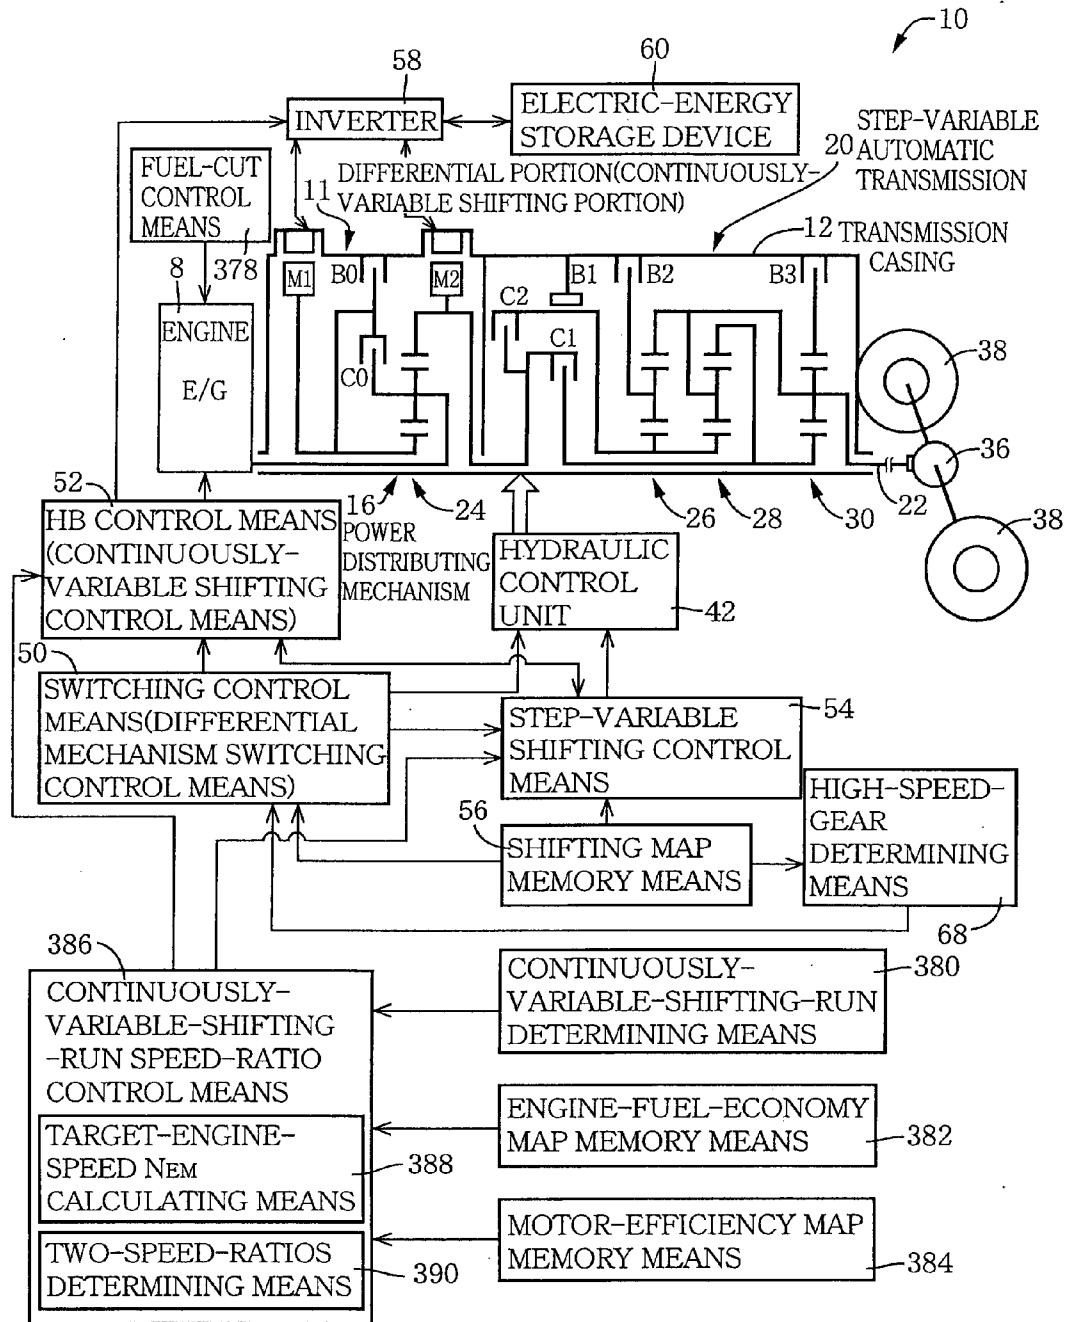 10
58
60
INVERTER
ELECTRIC-ENERGY
STORAGE DEVICE
STEP-VARIABLE
AUTOMATIC
TRANSMISSION
20
FUEL-CUT
CONTROL
MEANS
378
DIFFERENTIAL PORTION(CONTINUOUSLY-
VARIABLE SHIFTING PORTION)
11
12
TRANSMISSION
CASING
8
M1
B0
M2
B1
B2
B3
C2
C1
C0
ENGINE
E/G
38
36
38
22
52
16
24
26
28
30
POWER
DISTRIBUTING
MECHANISM
HB CONTROL MEANS
(CONTINUOUSLY-
VARIABLE SHIFTING
CONTROL MEANS)
HYDRAULIC
CONTROL
UNIT
42
50
SWITCHING CONTROL
MEANS(DIFFERENTIAL
MECHANISM SWITCHING
CONTROL MEANS)
STEP-VARIABLE
SHIFTING CONTROL
MEANS
54
56
SHIFTING MAP
MEMORY MEANS
HIGH-SPEED-
GEAR
DETERMINING
MEANS
68
386
CONTINUOUSLY-
VARIABLE-SHIFTING
-RUN SPEED-RATIO
CONTROL MEANS
CONTINUOUSLY-
VARIABLE-SHIFTING-RUN
DETERMINING MEANS
380
TARGET-ENGINE-
SPEED NEM
CALCULATING MEANS
388
ENGINE-FUEL-ECONOMY
MAP MEMORY MEANS
382
TWO-SPEED-RATIOS
DETERMINING MEANS
390
MOTOR-EFFICIENCY MAP
MEMORY MEANS
384